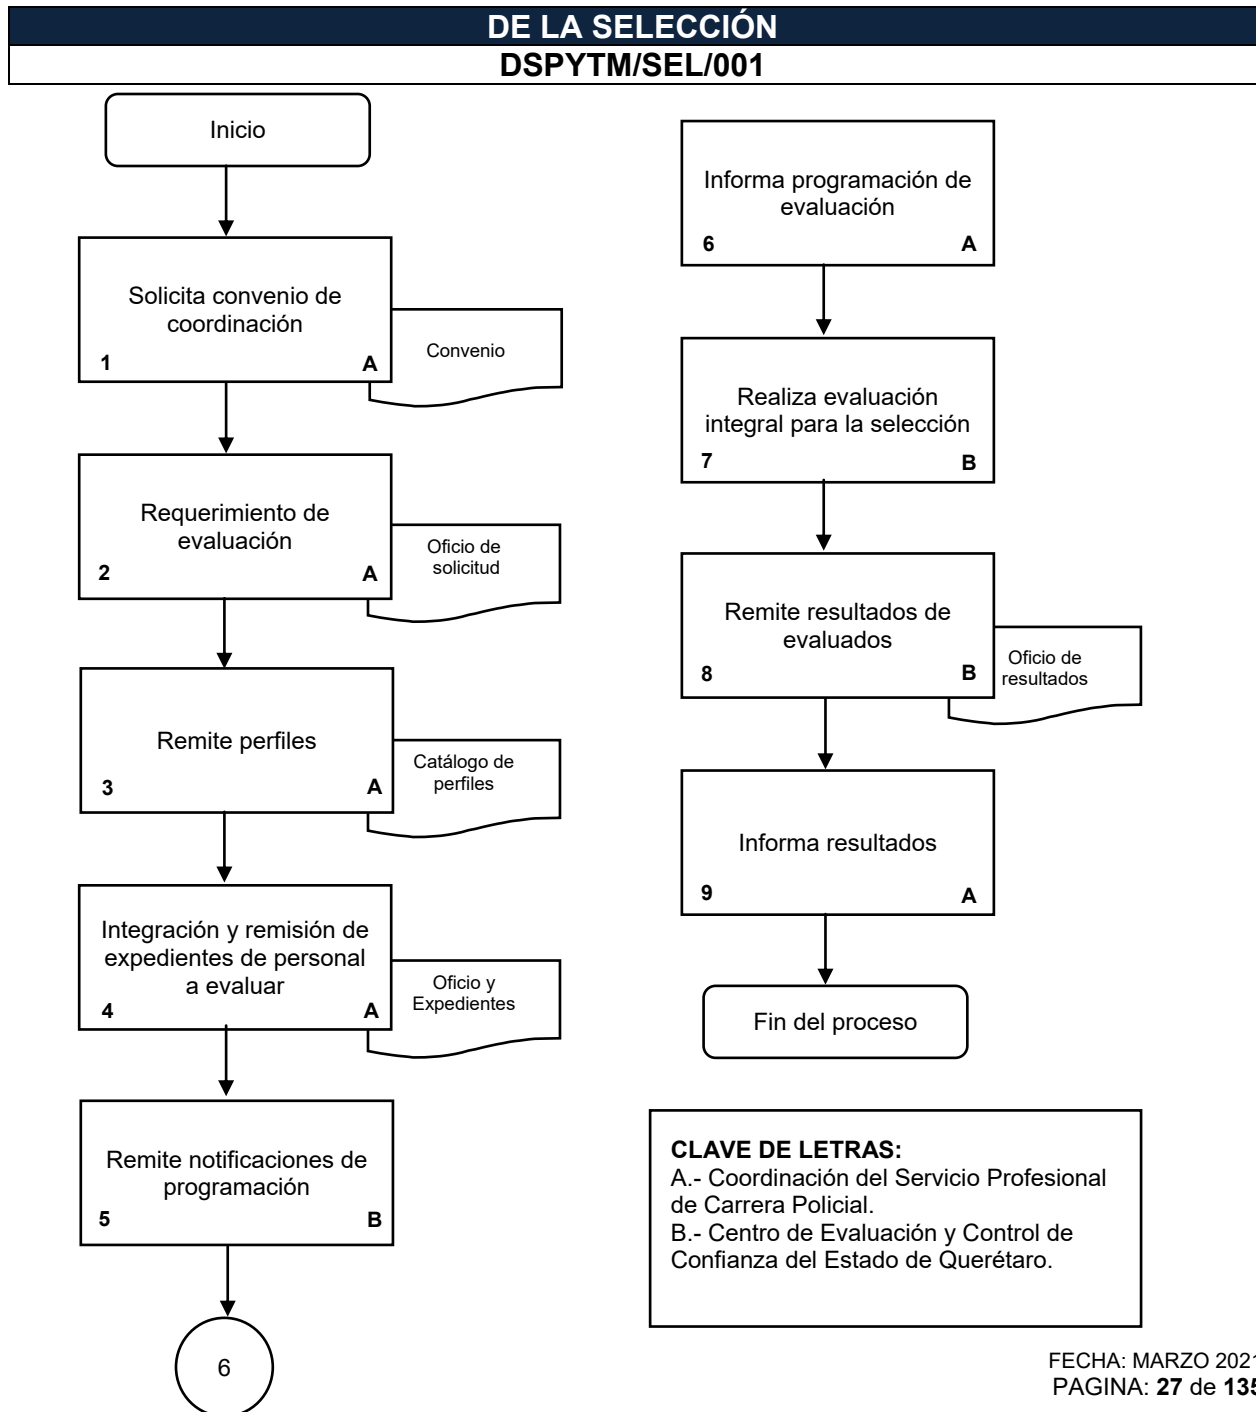 DE LA SELECCIÓN
DSPYTM/SEL/001
Inicio
Solicita convenio de
coordinación
1 A
Convenio
Requerimiento de
evaluación
2 A
Oficio de
solicitud
Remite perfiles
3 A
Catálogo de
perfiles
Integración y remisión de
expedientes de personal
a evaluar
4 A
Oficio y
Expedientes
Remite notificaciones de
programación
5 B
6
Informa programación de
evaluación
6 A
Realiza evaluación
integral para la selección
7 B
Remite resultados de
evaluados
8 B
Oficio de
resultados
Informa resultados
9 A
Fin del proceso
CLAVE DE LETRAS:
A.- Coordinación del Servicio Profesional
de Carrera Policial.
B.- Centro de Evaluación y Control de
Confianza del Estado de Querétaro.
FECHA: MARZO 2021
PAGINA: 27 de 135